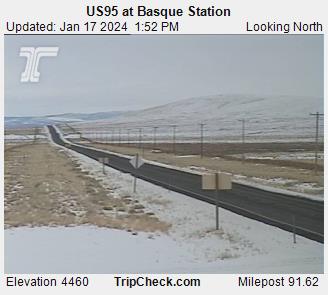 US95 at Basque Station
Updated: Jan 17 2024 1:52 PM Looking North
Elevation 4460 TripCheck.com Milepost 91.62